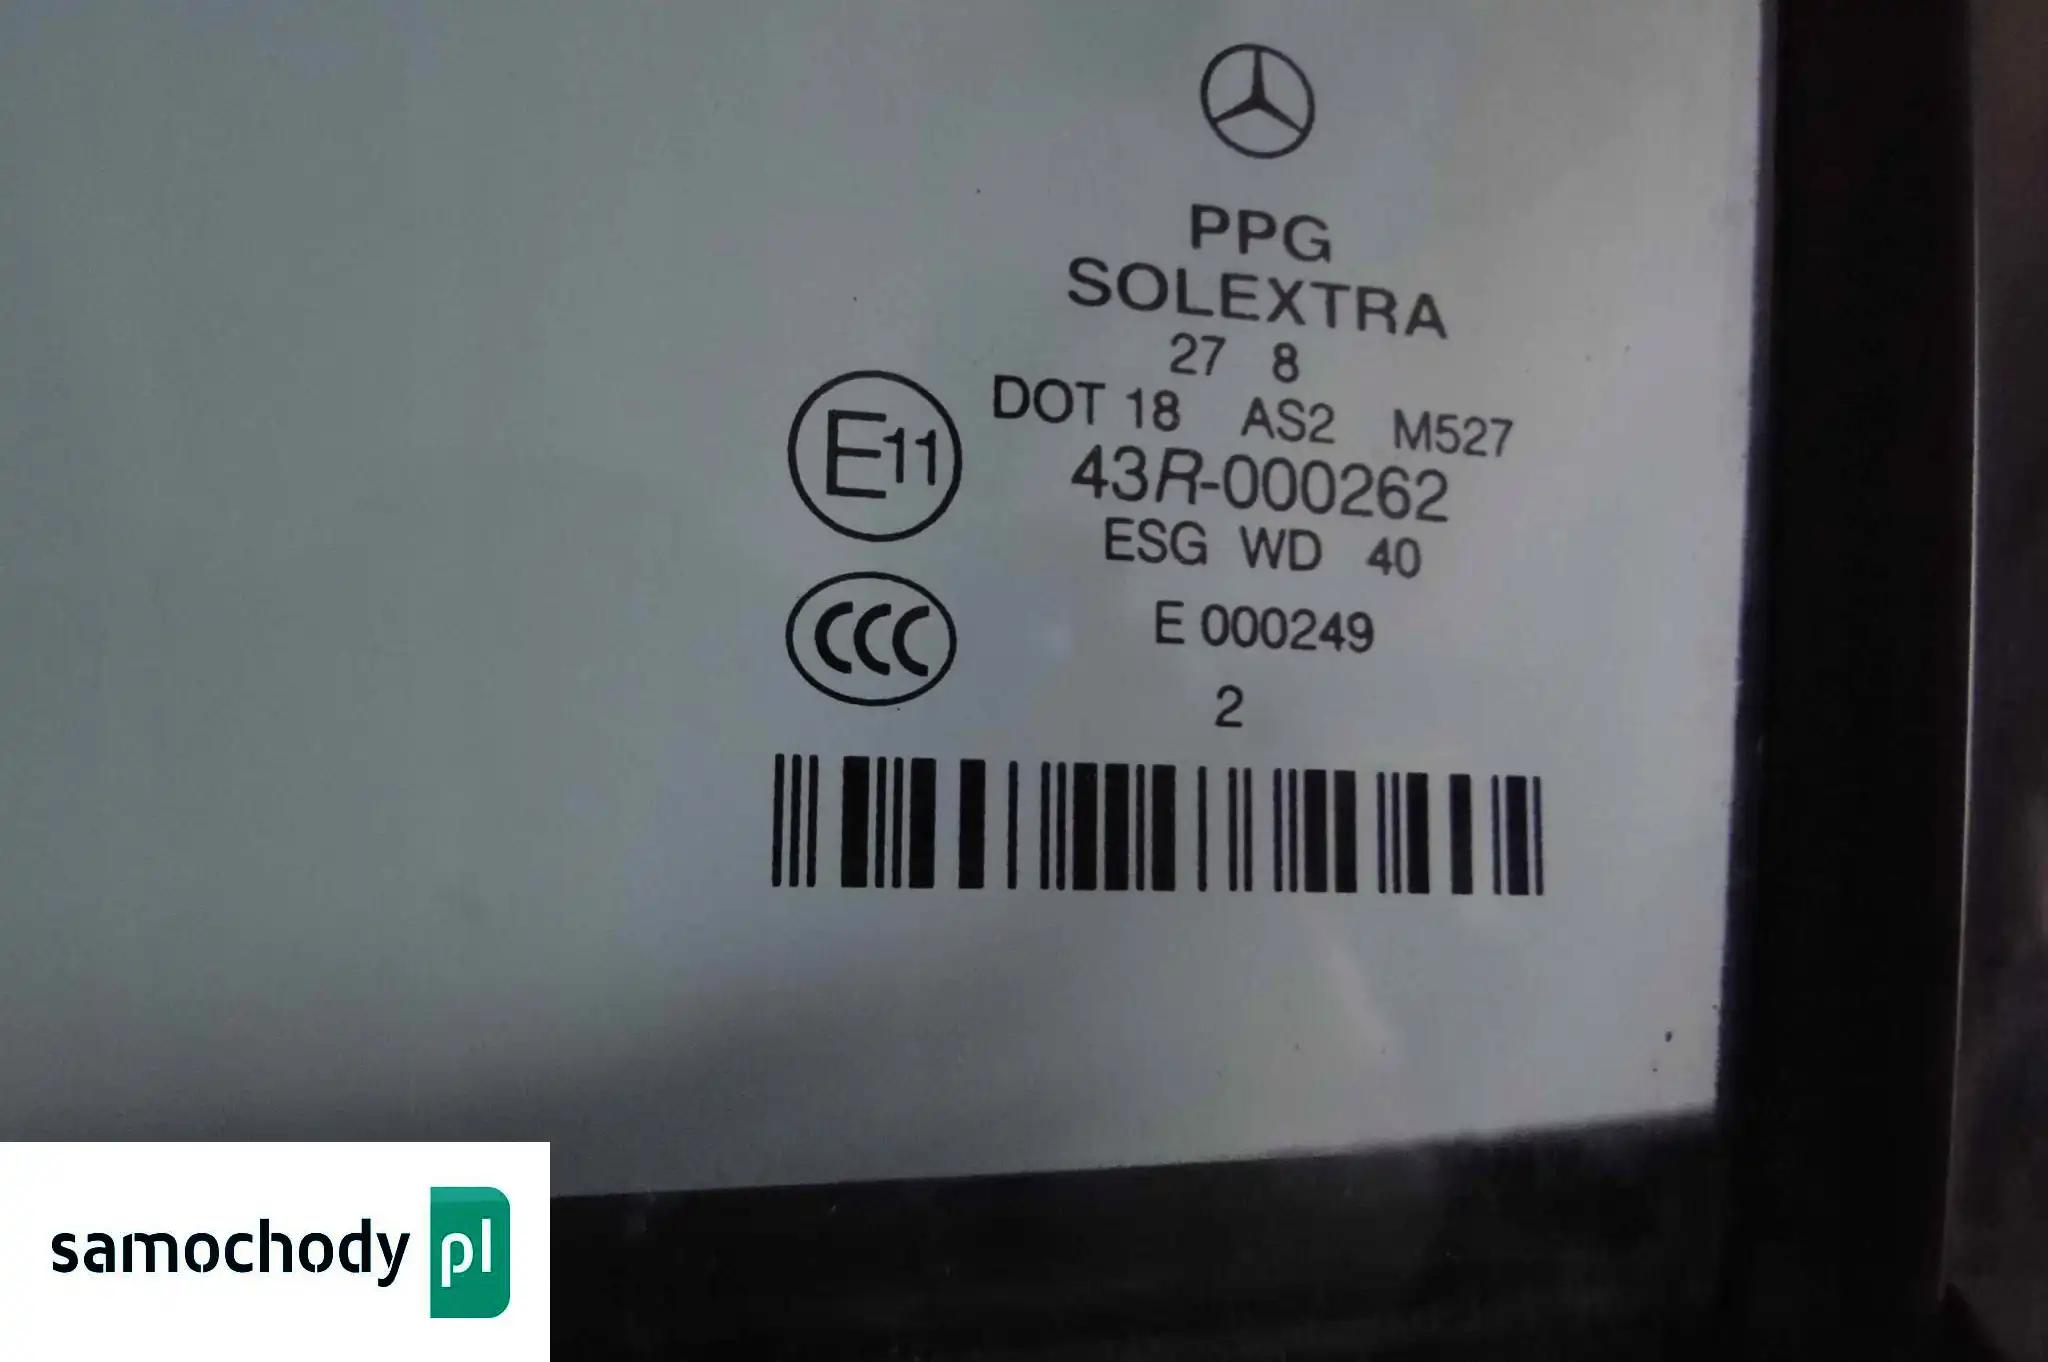 PPG
SOLEXTRA
27 8
DOT 18 AS2 M527
E11
43R-000262
ESG WD 40
CCC
E 000249
2
samochody pl